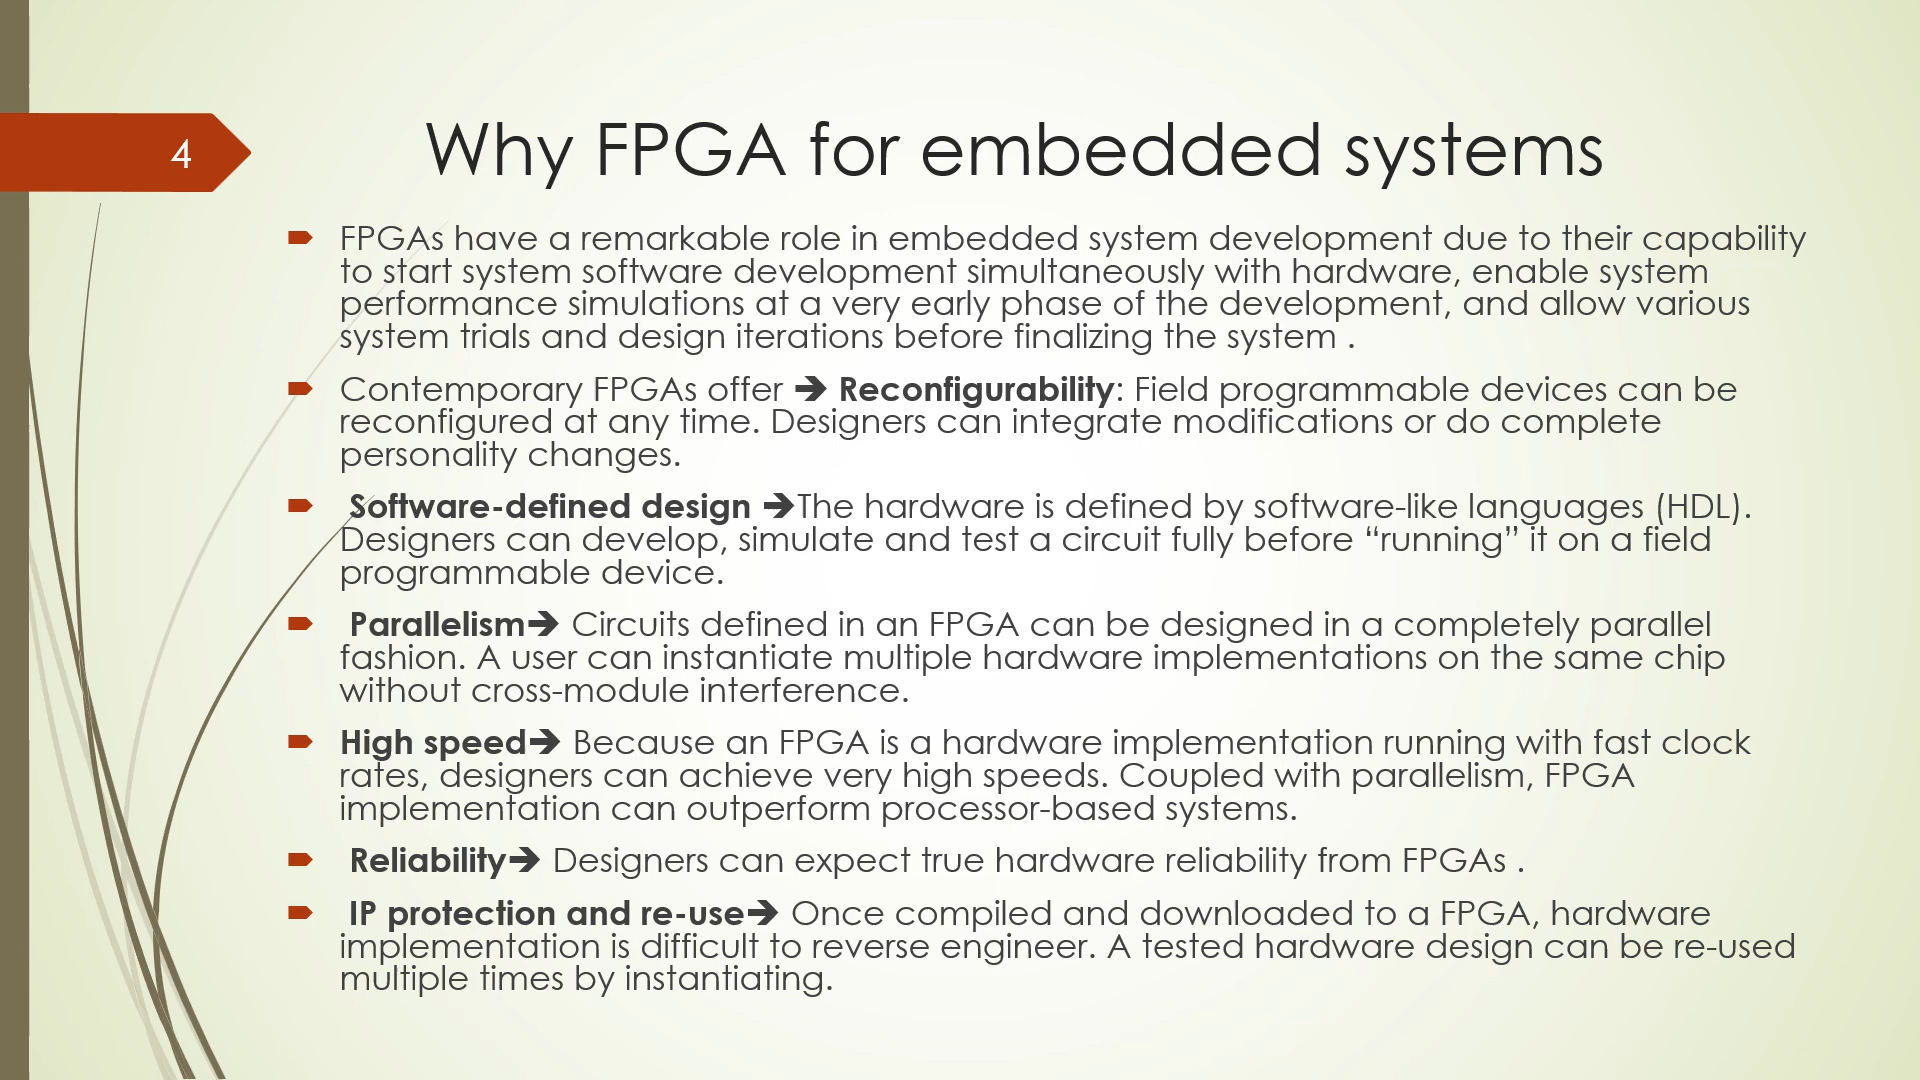 4
Why FPGA for embedded systems
FPGAs have a remarkable role in embedded system development due to their capability
to start system software development simultaneously with hardware, enable system
performance simulations at a very early phase of the development, and allow various
system trials and design iterations before finalizing the system .
Contemporary FPGAs offer ➔ Reconfigurability: Field programmable devices can be
reconfigured at any time. Designers can integrate modifications or do complete
personality changes.
Software-defined design ➔The hardware is defined by software-like languages (HDL).
Designers can develop, simulate and test a circuit fully before “running” it on a field
programmable device.
Parallelism➔ Circuits defined in an FPGA can be designed in a completely parallel
fashion. A user can instantiate multiple hardware implementations on the same chip
without cross-module interference.
High speed➔ Because an FPGA is a hardware implementation running with fast clock
rates, designers can achieve very high speeds. Coupled with parallelism, FPGA
implementation can outperform processor-based systems.
Reliability➔ Designers can expect true hardware reliability from FPGAs .
IP protection and re-use➔ Once compiled and downloaded to a FPGA, hardware
implementation is difficult to reverse engineer. A tested hardware design can be re-used
multiple times by instantiating.